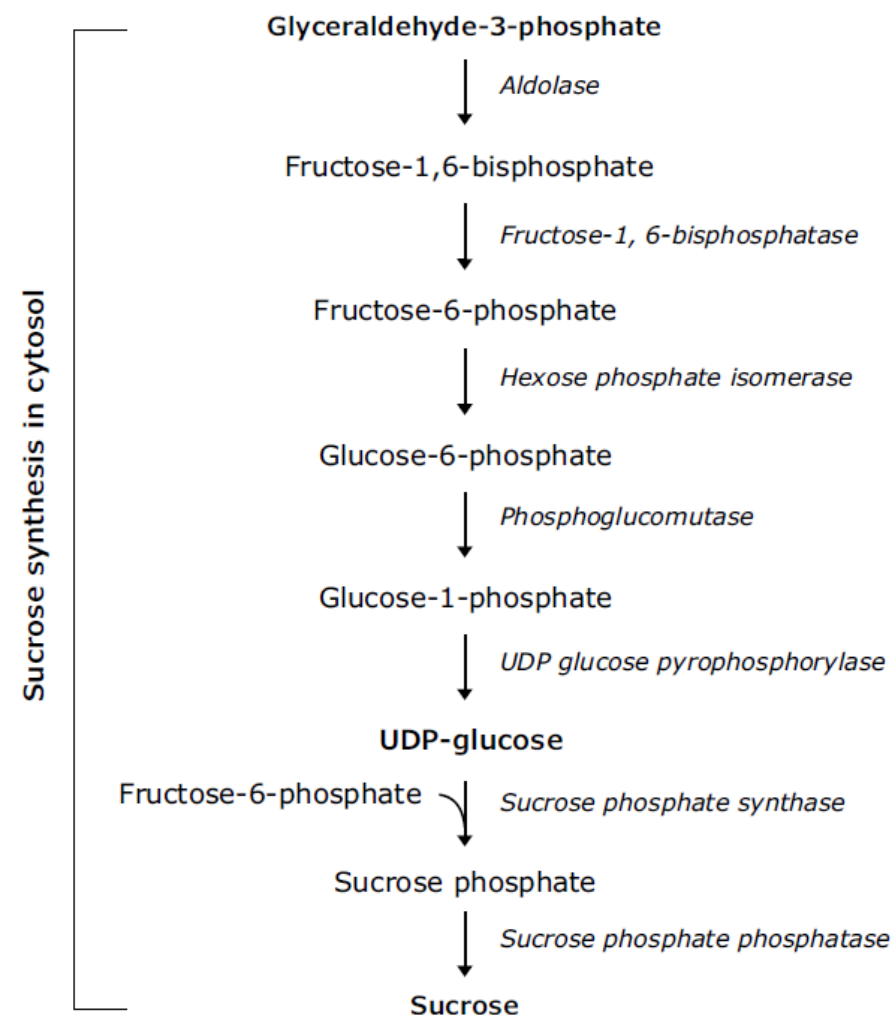 Glyceraldehyde-3-phosphate
Aldolase
Fructose-1,6-bisphosphate
Fructose-1, 6-bisphosphatase
Fructose-6-phosphate
Hexose phosphate isomerase
Glucose-6-phosphate
Phosphoglucomutase
Glucose-1-phosphate
UDP glucose pyrophosphorylase
UDP-glucose
Fructose-6-phosphate
Sucrose phosphate synthase
Sucrose phosphate
Sucrose phosphate phosphatase
Sucrose
Sucrose synthesis in cytosol